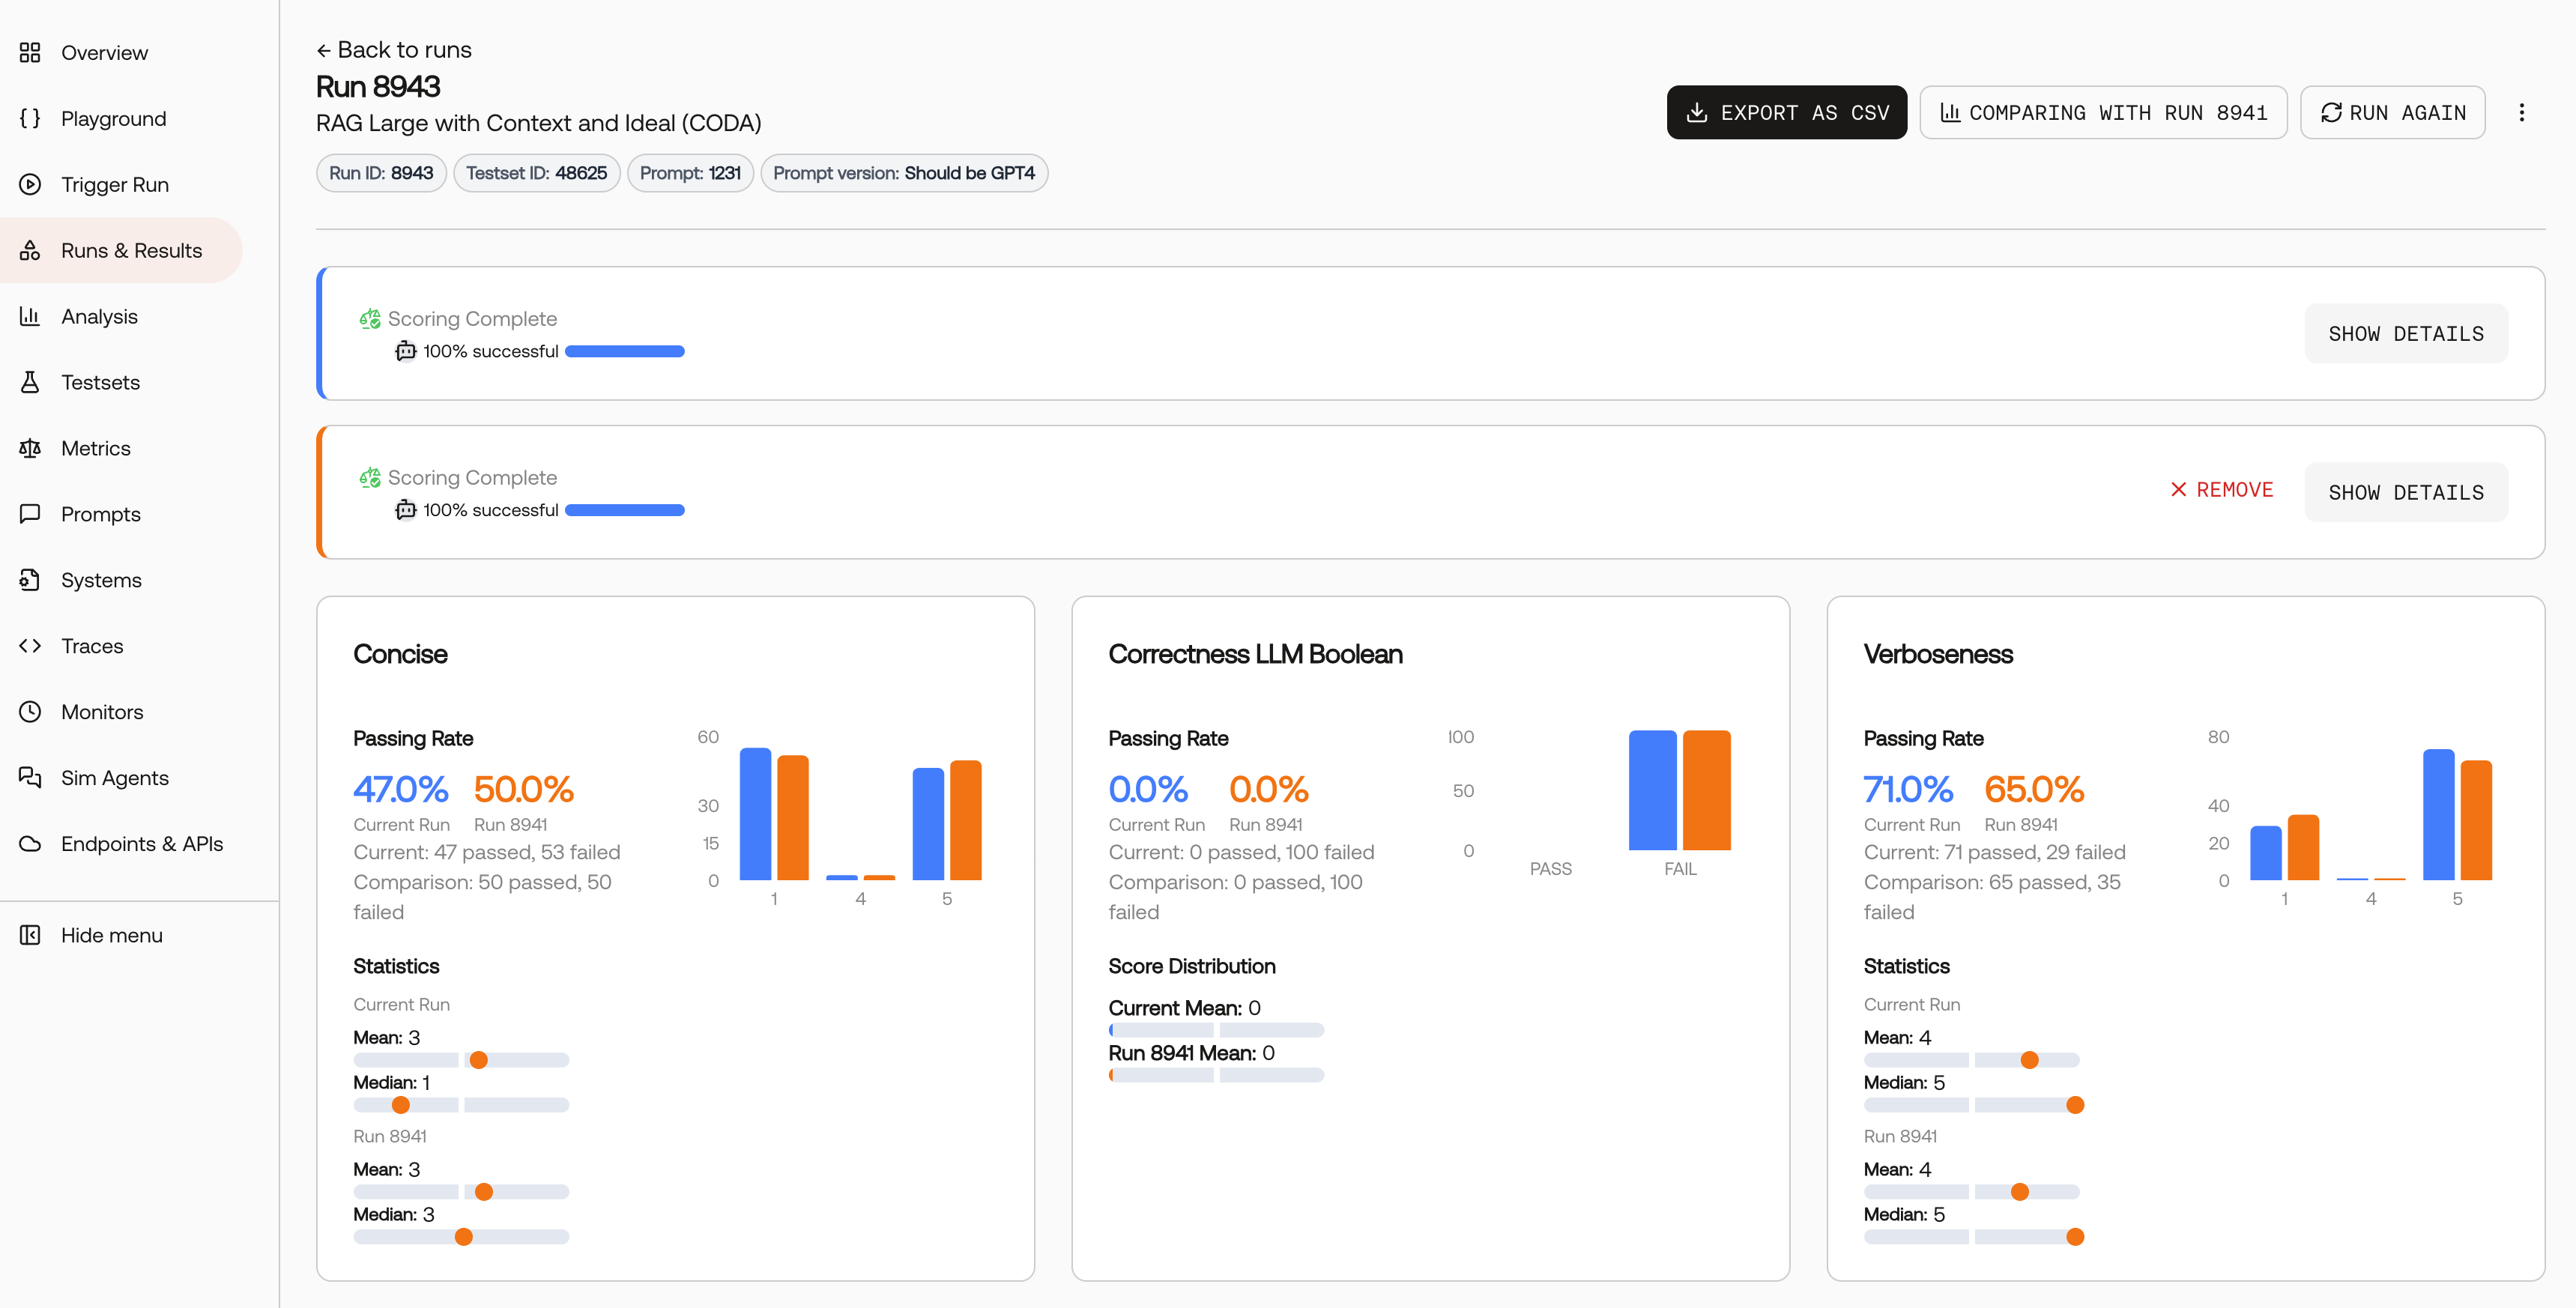 Overview
Playground
Trigger Run
Runs & Results
Analysis
Testsets
Metrics
Prompts
Systems
Traces
Monitors
Sim Agents
Endpoints & APIs
Hide menu
← Back to runs
Run 8943
RAG Large with Context and Ideal (CODA)
Run ID: 8943
Testset ID: 48625
Prompt: 1231
Prompt version: Should be GPT4
EXPORT AS CSV
COMPARING WITH RUN 8941
RUN AGAIN
Scoring Complete
100% successful
SHOW DETAILS
Scoring Complete
100% successful
REMOVE
SHOW DETAILS
Concise
Passing Rate
47.0% 50.0%
Current Run Run 8941
Current: 47 passed, 53 failed
Comparison: 50 passed, 50
failed
60
30
15
0
1 4 5
Statistics
Current Run
Mean: 3
Median: 1
Run 8941
Mean: 3
Median: 3
Correctness LLM Boolean
Passing Rate
0.0% 0.0%
Current Run Run 8941
Current: 0 passed, 100 failed
Comparison: 0 passed, 100
failed
100
50
0
PASS FAIL
Score Distribution
Current Mean: 0
Run 8941 Mean: 0
Verboseness
Passing Rate
71.0% 65.0%
Current Run Run 8941
Current: 71 passed, 29 failed
Comparison: 65 passed, 35
failed
80
40
20
0
1 4 5
Statistics
Current Run
Mean: 4
Median: 5
Run 8941
Mean: 4
Median: 5